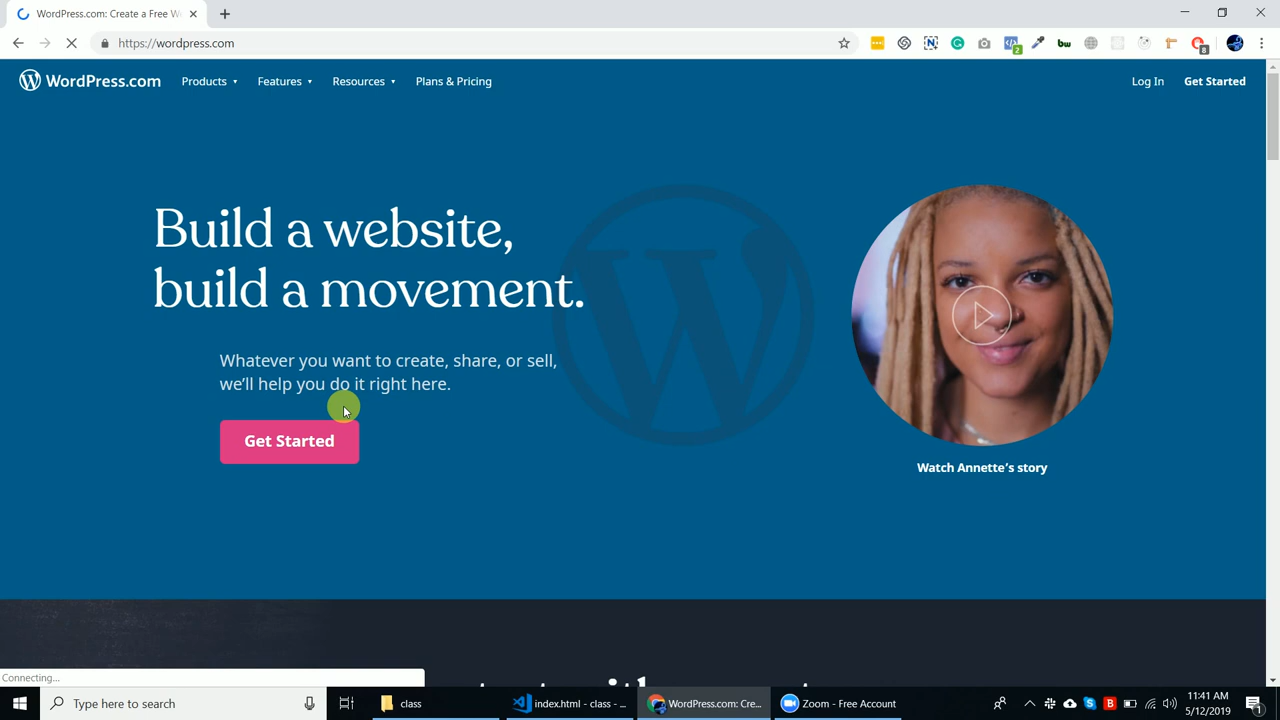 WordPress.com: Create a Free W
https://wordpress.com
2
8
WordPress.com
Products
Features
Resources
Plans & Pricing
Log In
Get Started
Build a website,
build a movement.
Whatever you want to create, share, or sell,
we'll help you do it right here.
Get Started
Watch Annette's story
Connecting...
Type here to search
class
index.html - class - ...
WordPress.com: Cre...
Zoom - Free Account
11:41 AM
5/12/2019
1